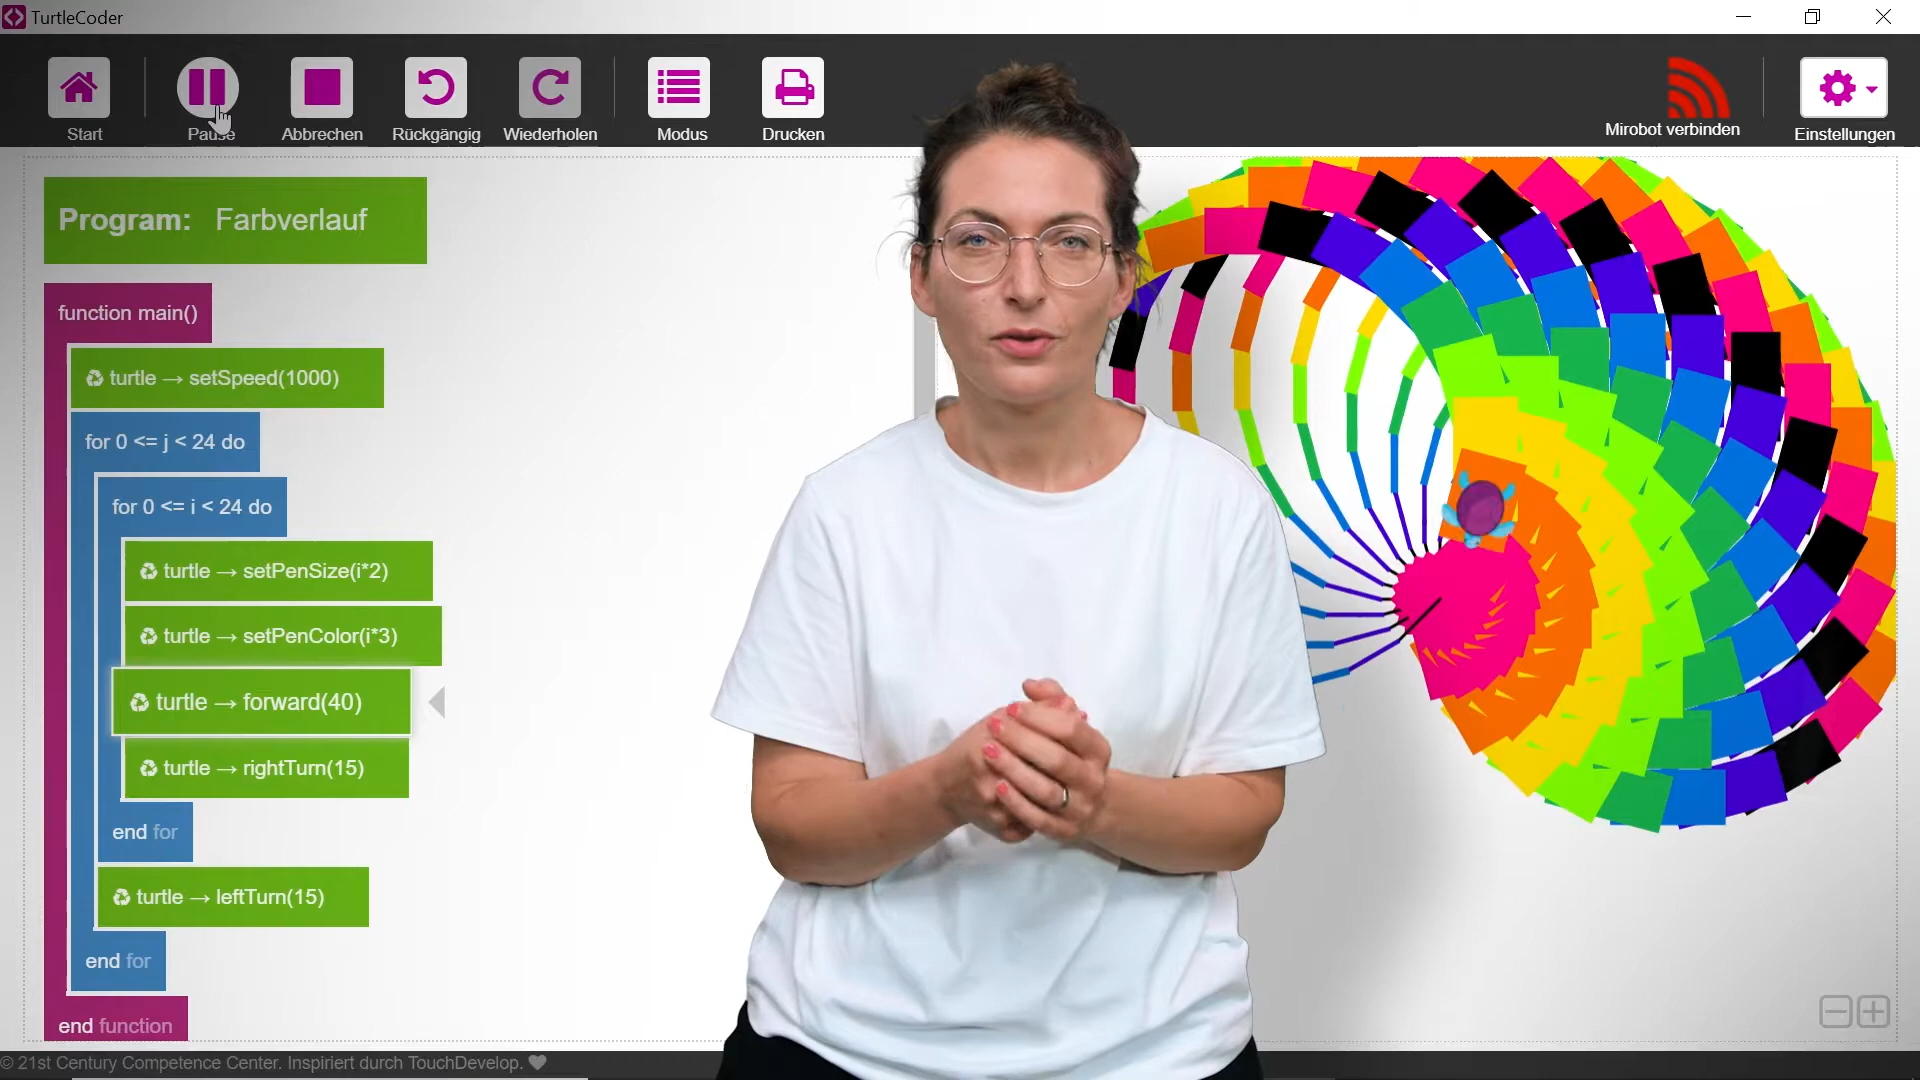 TurtleCoder
Start
Pause
Abbrechen
Rückgängig
Wiederholen
Modus
Drucken
Mirobot verbinden
Einstellungen
Program: Farbverlauf
function main()
turtle → setSpeed(1000)
for 0 <= j < 24 do
for 0 <= i < 24 do
turtle → setPenSize(i*2)
turtle → setPenColor(i*3)
turtle → forward(40)
turtle → rightTurn(15)
end for
turtle → leftTurn(15)
end for
end function
© 21st Century Competence Center. Inspiriert durch TouchDevelop.